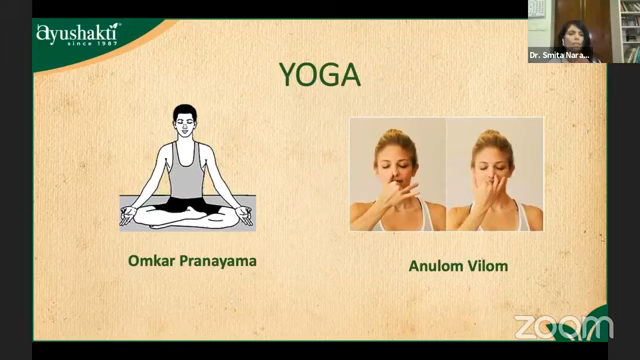 ayushakti
since 1987
Dr. Smita Nara...
YOGA
Omkar Pranayama
Anulom Vilom
zoom